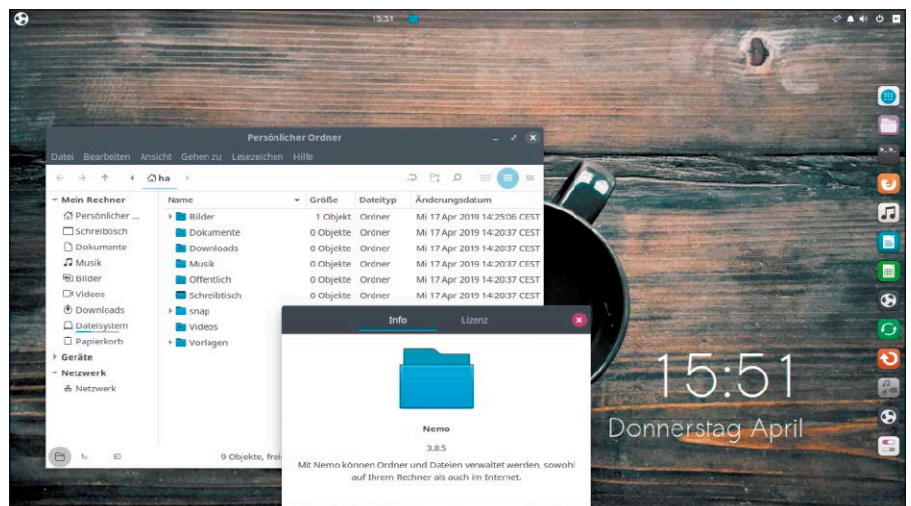 15:51
Persönlicher Ordner
Datei Bearbeiten Ansicht Gehen zu Lesezeichen Hilfe
ha
Mein Rechner
Persönlicher ...
Schreibtisch
Dokumente
Musik
Bilder
Videos
Downloads
Dateisystem
Papierkorb
Geräte
Netzwerk
Netzwerk
Name Größe Dateityp Änderungsdatum
Bilder 1 Objekt Ordner Mi 17 Apr 2019 14:25:06 CEST
Dokumente 0 Objekte Ordner Mi 17 Apr 2019 14:20:37 CEST
Downloads 0 Objekte Ordner Mi 17 Apr 2019 14:20:37 CEST
Musik 0 Objekte Ordner Mi 17 Apr 2019 14:20:37 CEST
Öffentlich 0 Objekte Ordner Mi 17 Apr 2019 14:20:37 CEST
Schreibtisch 0 Objekte Ordner Mi 17 Apr 2019 14:20:37 CEST
snap
Videos
Vorlagen
9 Objekte, frei
Info Lizenz
Nemo
3.8.5
Mit Nemo können Ordner und Dateien verwaltet werden, sowohl
auf Ihrem Rechner als auch im Internet.
15:51
Donnerstag April